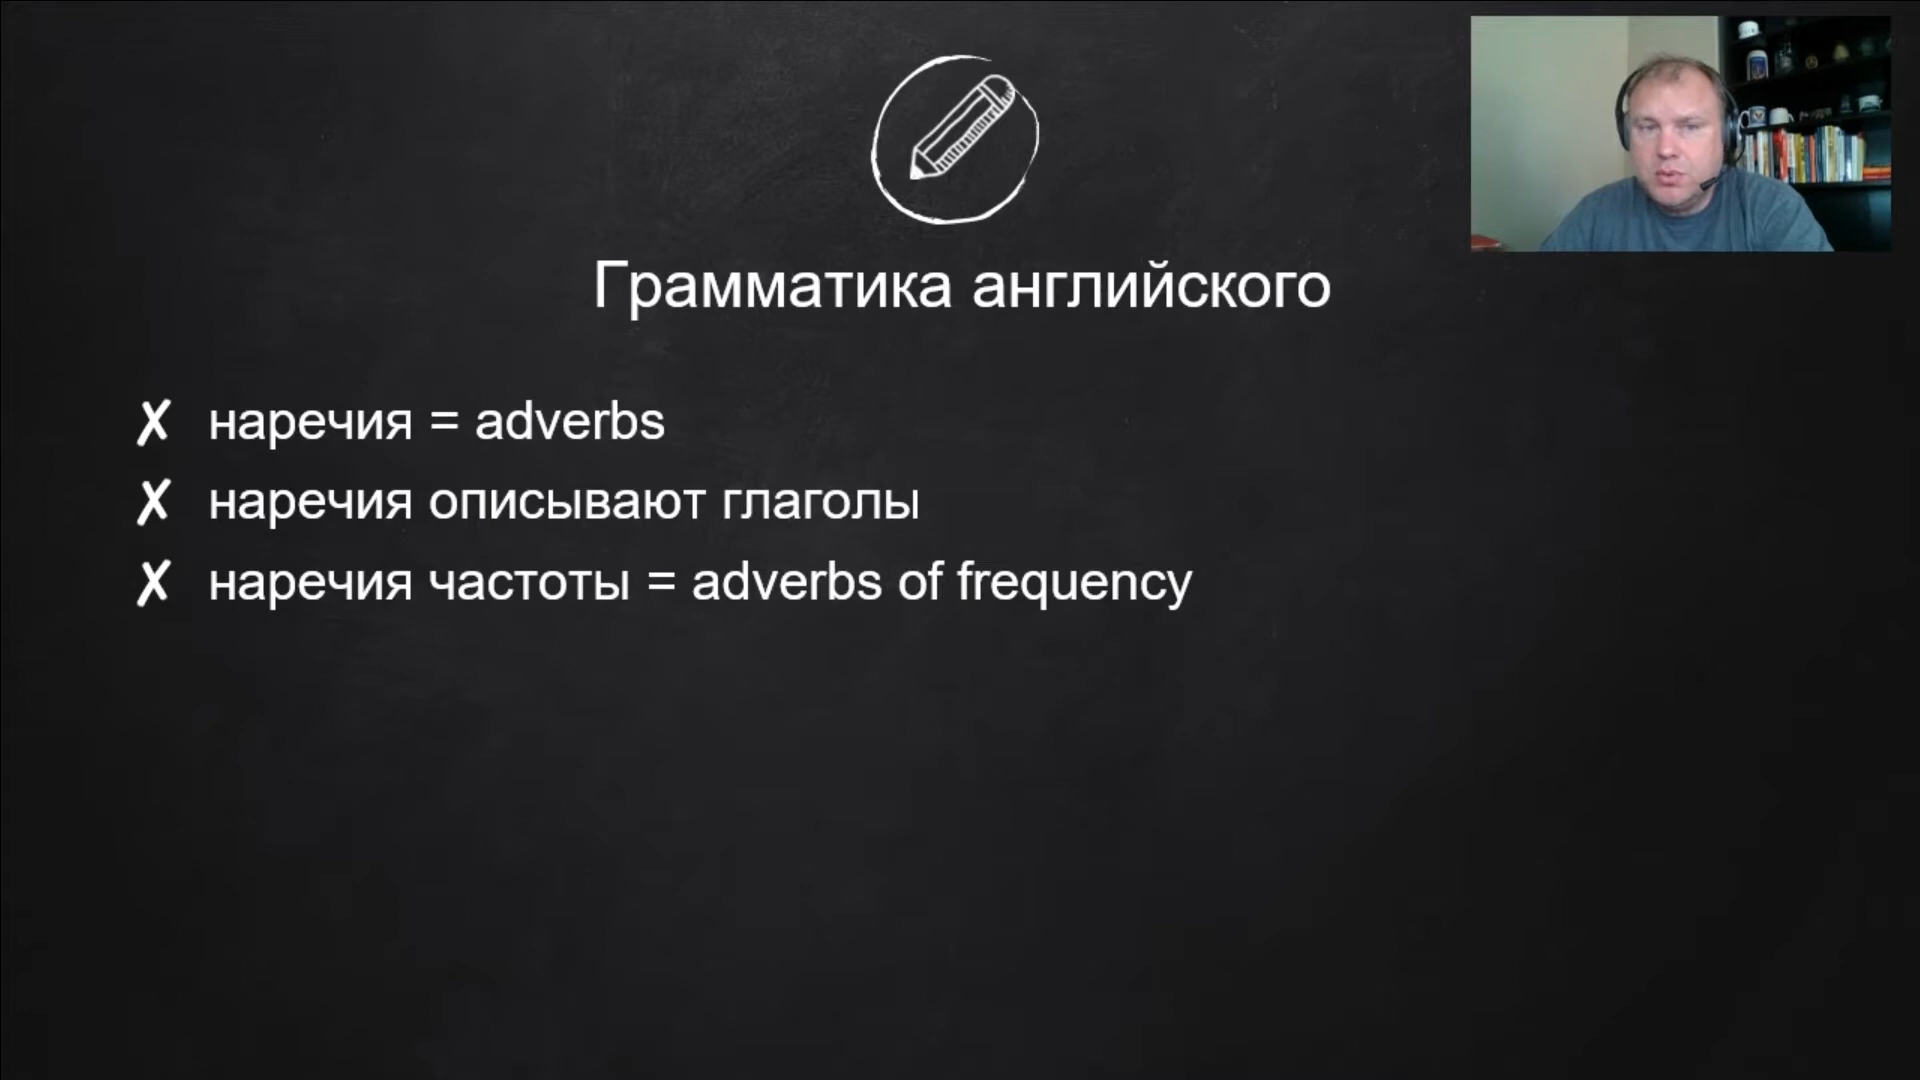 Грамматика английского
✗ наречия = adverbs
✗ наречия описывают глаголы
✗ наречия частоты = adverbs of frequency